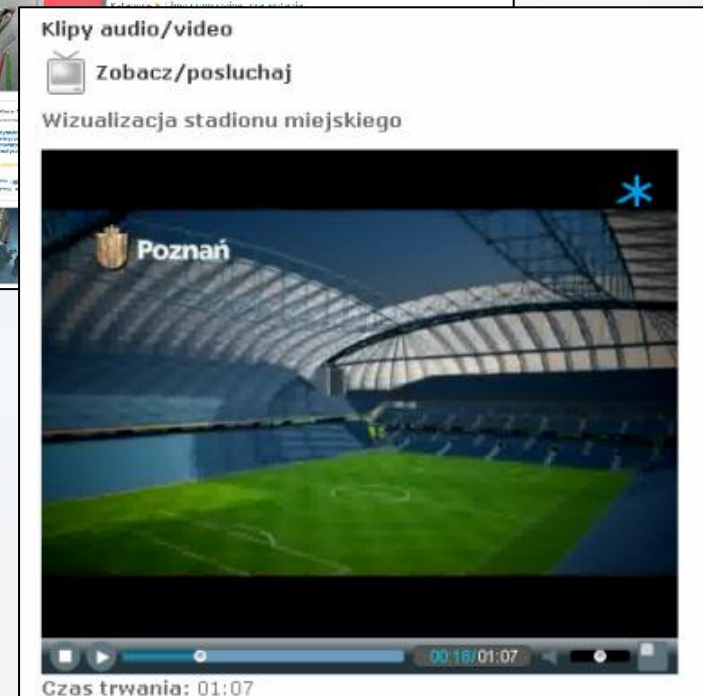 Klipy audio/video
Zobacz/posluchaj
Wizualizacja stadionu miejskiego
Poznań
00:18/01:07
Czas trwania: 01:07